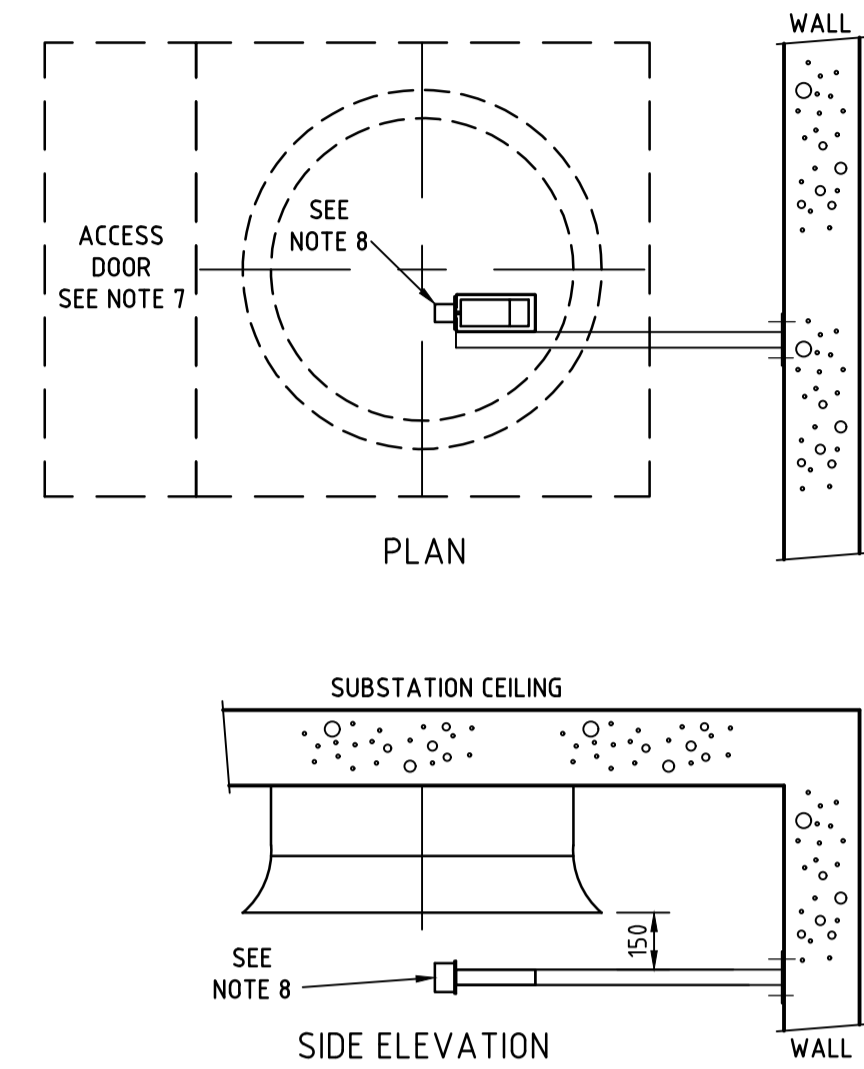 WALL
SEE
NOTE 8
ACCESS
DOOR
SEE NOTE 7
PLAN
SUBSTATION CEILING
150
SEE
NOTE 8
SIDE ELEVATION
WALL